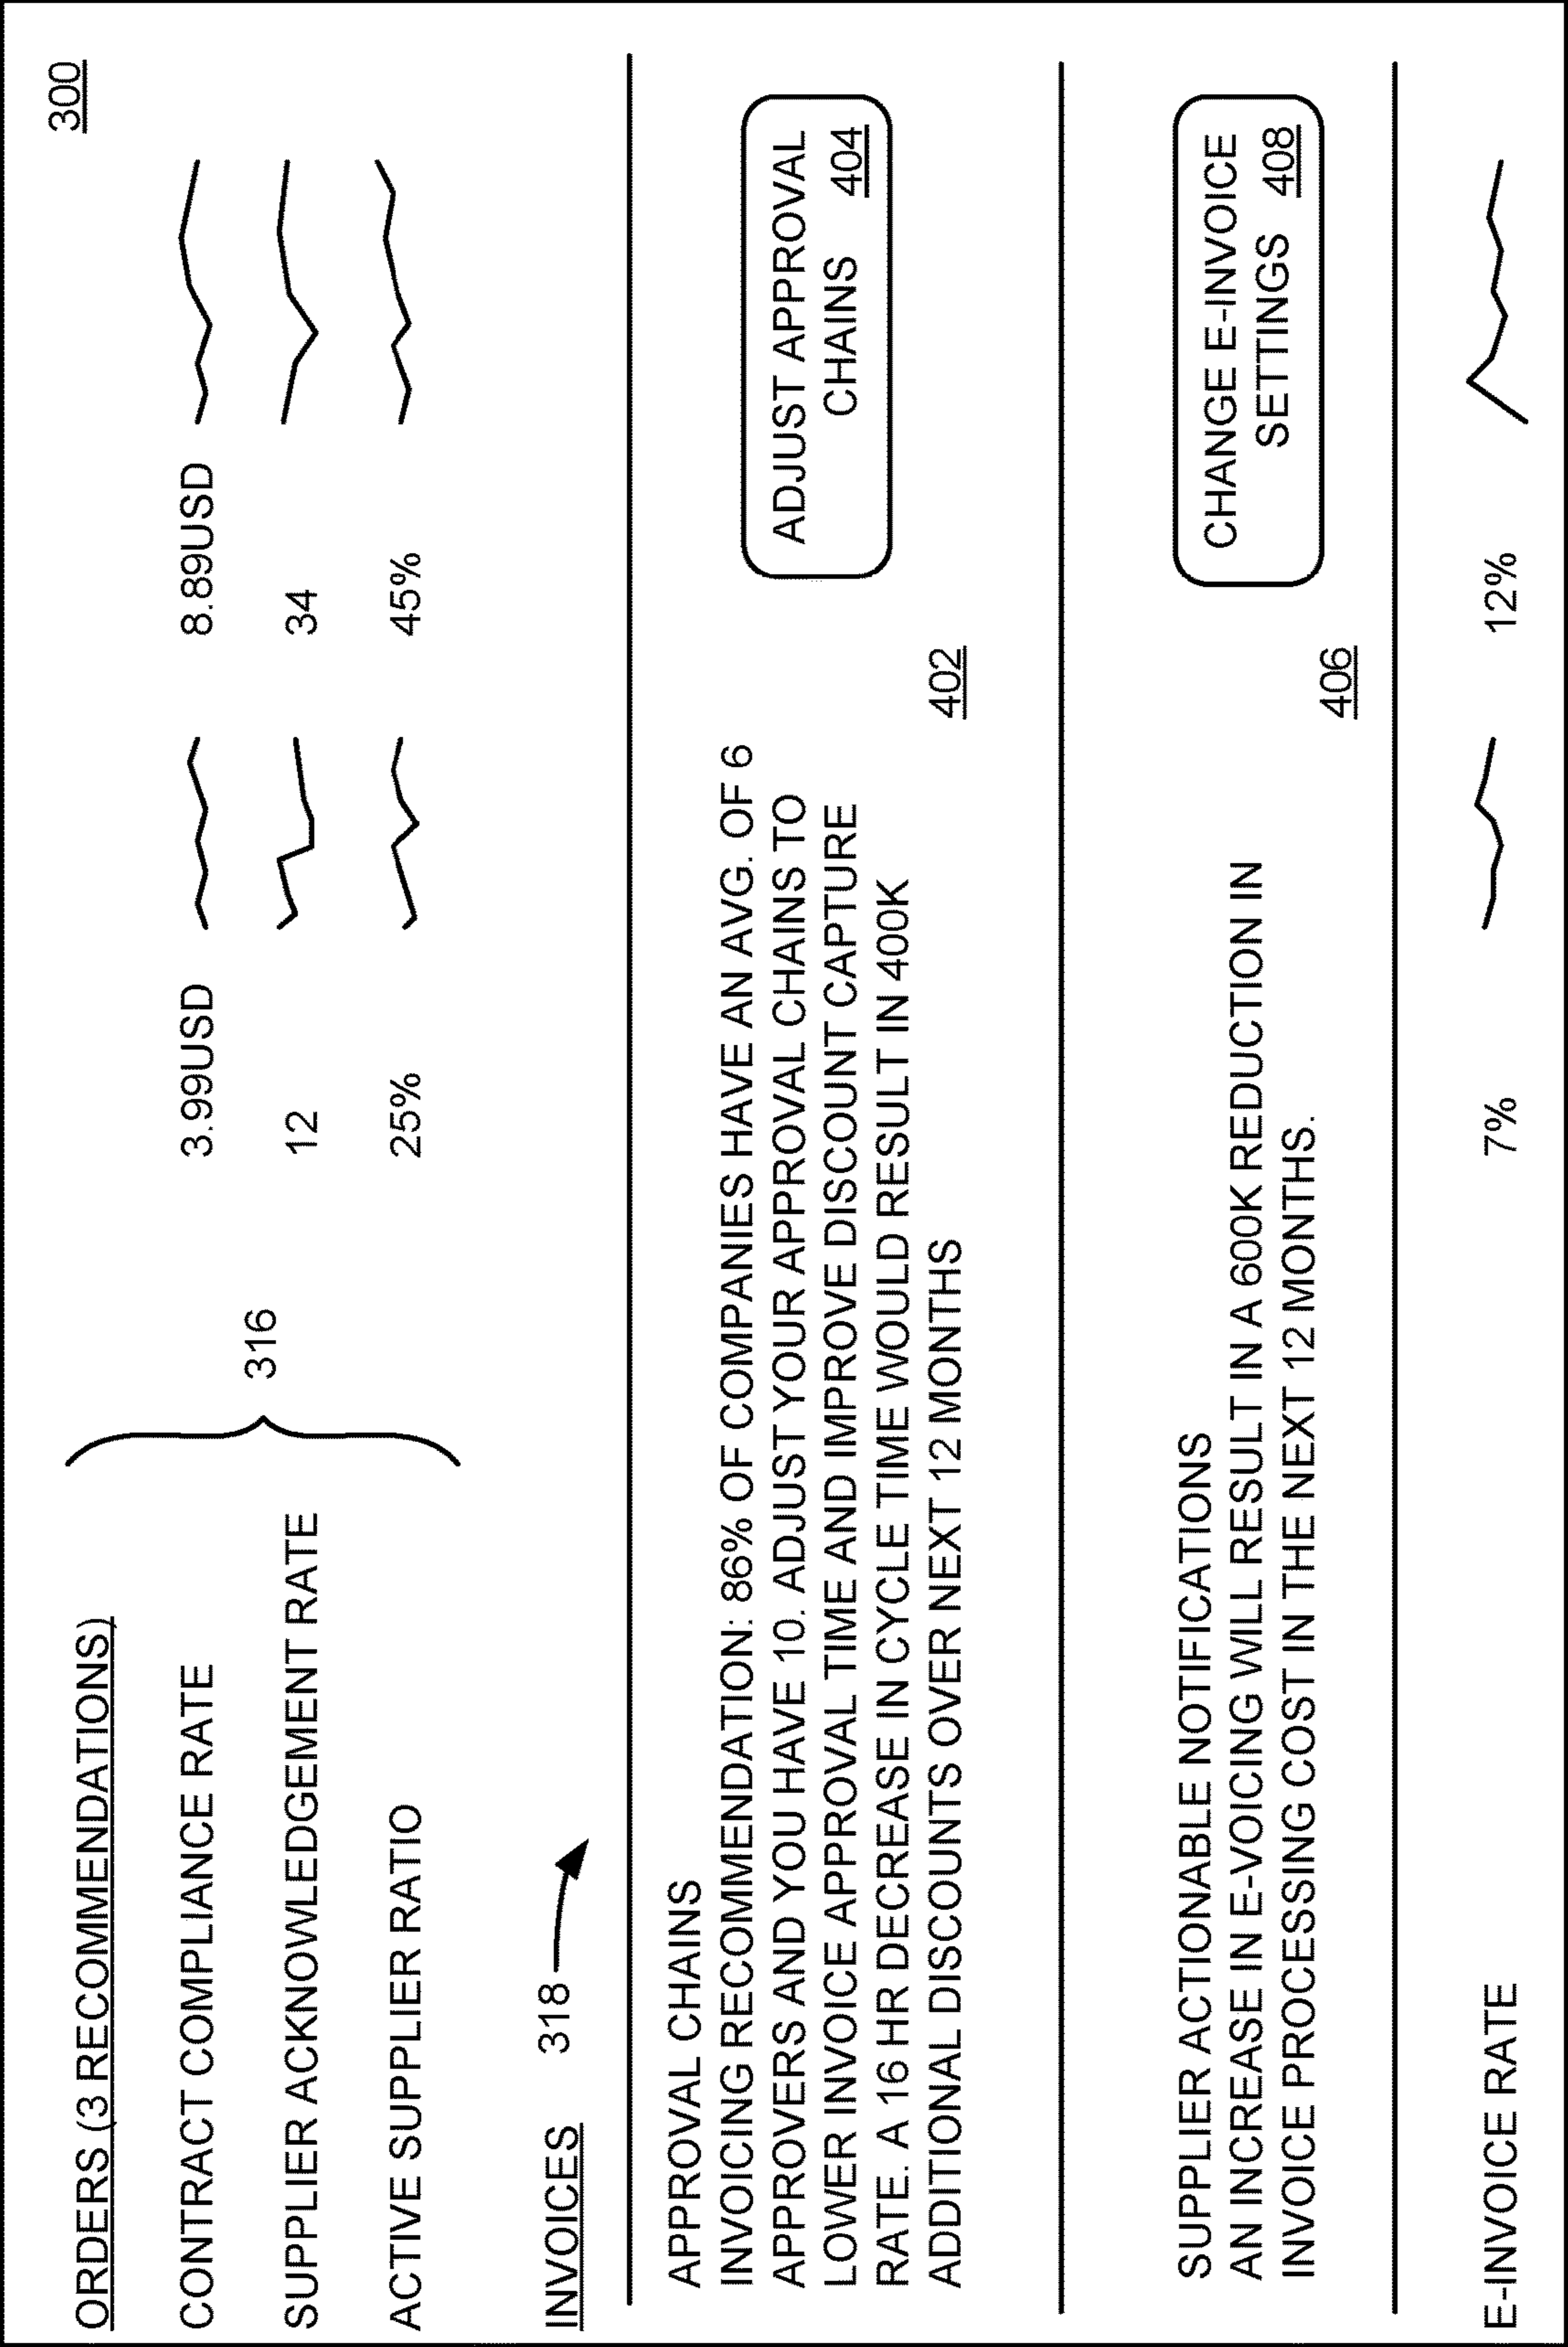 300
ORDERS (3 RECOMMENDATIONS)
CONTRACT COMPLIANCE RATE 3.99USD 8.89USD
SUPPLIER ACKNOWLEDGEMENT RATE 316 12 34
ACTIVE SUPPLIER RATIO 25% 45%
INVOICES 318
APPROVAL CHAINS
INVOICING RECOMMENDATION: 86% OF COMPANIES HAVE AN AVG. OF 6
APPROVERS AND YOU HAVE 10. ADJUST YOUR APPROVAL CHAINS TO
LOWER INVOICE APPROVAL TIME AND IMPROVE DISCOUNT CAPTURE
RATE. A 16 HR DECREASE IN CYCLE TIME WOULD RESULT IN 400K
ADDITIONAL DISCOUNTS OVER NEXT 12 MONTHS
402
ADJUST APPROVAL
CHAINS 404
SUPPLIER ACTIONABLE NOTIFICATIONS
AN INCREASE IN E-VOICING WILL RESULT IN A 600K REDUCTION IN
INVOICE PROCESSING COST IN THE NEXT 12 MONTHS.
406
CHANGE E-INVOICE
SETTINGS 408
E-INVOICE RATE 7% 12%